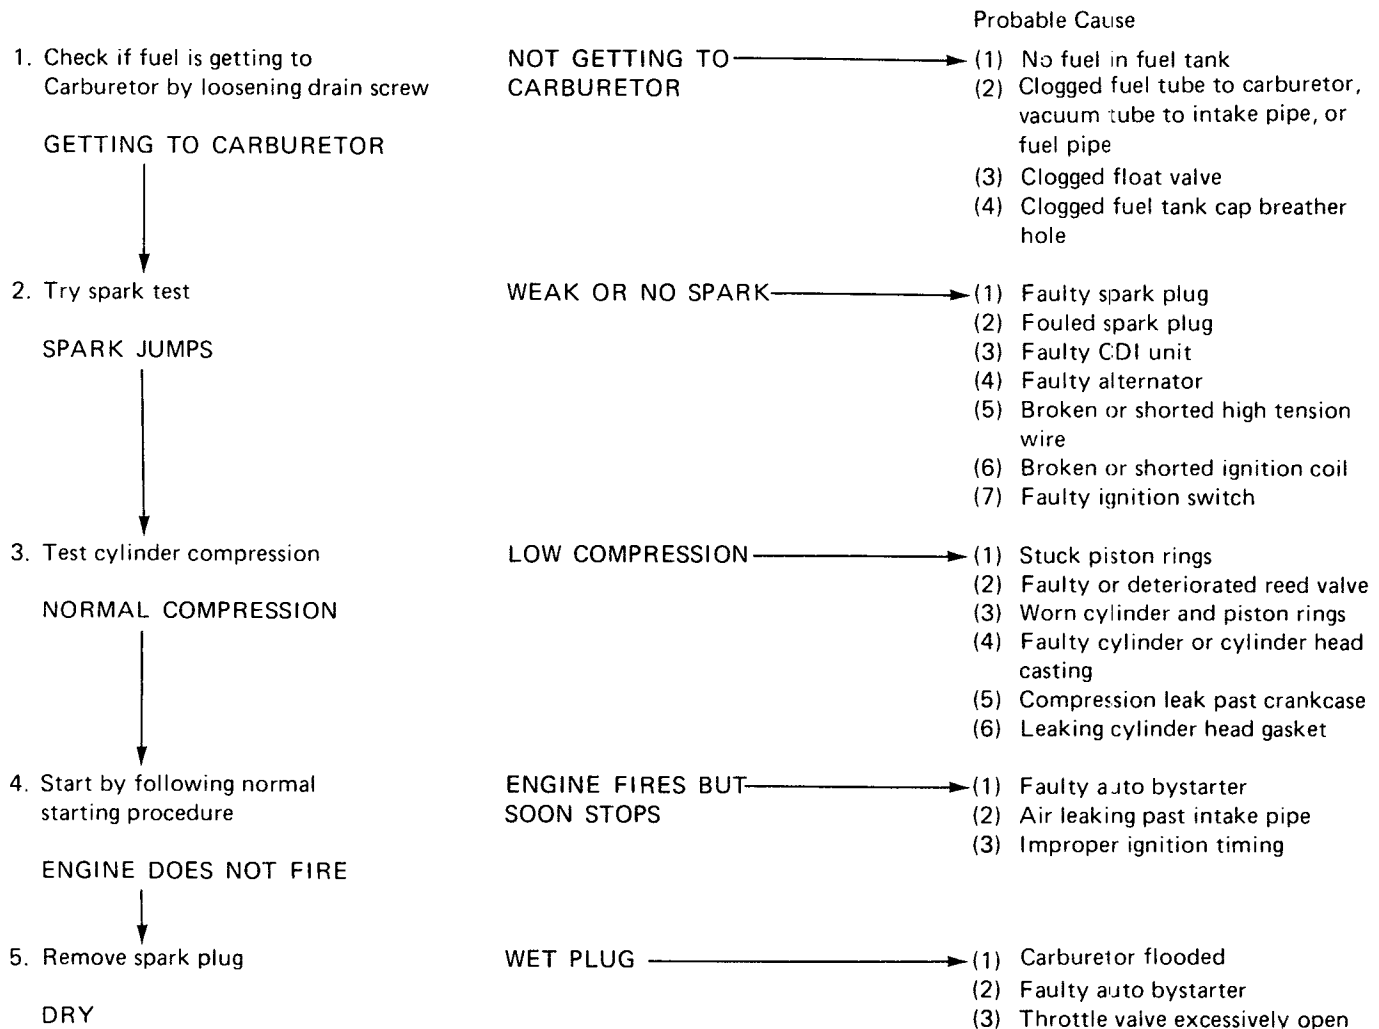 Probable Cause
1. Check if fuel is getting to
Carburetor by loosening drain screw
GETTING TO CARBURETOR
NOT GETTING TO
CARBURETOR
(1) No fuel in fuel tank
(2) Clogged fuel tube to carburetor,
vacuum tube to intake pipe, or
fuel pipe
(3) Clogged float valve
(4) Clogged fuel tank cap breather
hole
2. Try spark test
SPARK JUMPS
WEAK OR NO SPARK
(1) Faulty spark plug
(2) Fouled spark plug
(3) Faulty CDI unit
(4) Faulty alternator
(5) Broken or shorted high tension
wire
(6) Broken or shorted ignition coil
(7) Faulty ignition switch
3. Test cylinder compression
NORMAL COMPRESSION
LOW COMPRESSION
(1) Stuck piston rings
(2) Faulty or deteriorated reed valve
(3) Worn cylinder and piston rings
(4) Faulty cylinder or cylinder head
casting
(5) Compression leak past crankcase
(6) Leaking cylinder head gasket
4. Start by following normal
starting procedure
ENGINE DOES NOT FIRE
ENGINE FIRES BUT
SOON STOPS
(1) Faulty auto bystarter
(2) Air leaking past intake pipe
(3) Improper ignition timing
5. Remove spark plug
DRY
WET PLUG
(1) Carburetor flooded
(2) Faulty auto bystarter
(3) Throttle valve excessively open